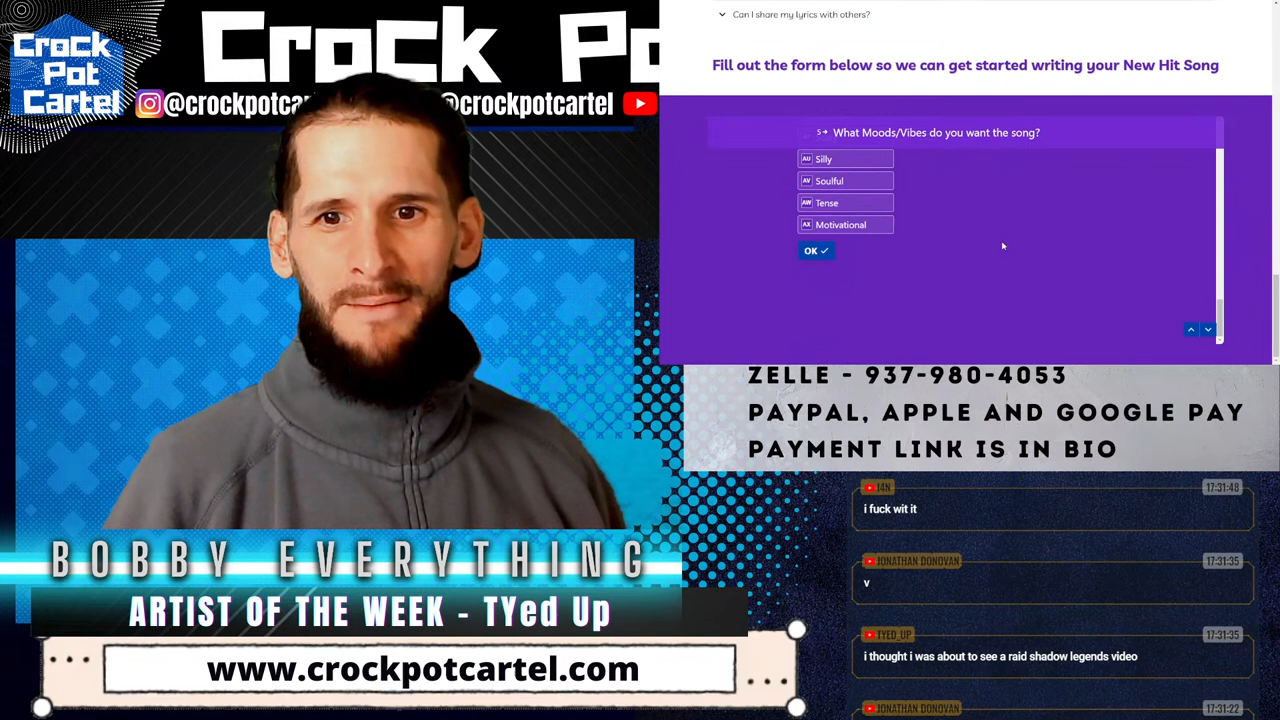 Crock
Pot
Cartel
Crock Po
@crockpotca
@crockpotcartel
Can I share my lyrics with others?
Fill out the form below so we can get started writing your New Hit Song
5→ What Moods/Vibes do you want the song?
AU Silly
AV Soulful
AW Tense
AX Motivational
OK ✓
ZELLE - 937-980-4053
PAYPAL, APPLE AND GOOGLE PAY
PAYMENT LINK IS IN BIO
17:31:48
i fuck wit it
JONATHAN DONOVAN 17:31:35
v
TYED_UP 17:31:35
i thought i was about to see a raid shadow legends video
JONATHAN DONOVAN 17:31:22
BOBBY EVERYTHING
ARTIST OF THE WEEK - TYed Up
www.crockpotcartel.com